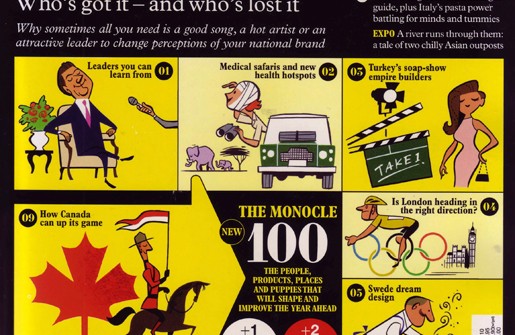 Who's got it – and who's lost it
Why sometimes all you need is a good song, a hot artist or an
attractive leader to change perceptions of your national brand
guide, plus Italy's pasta power
battling for minds and tummies
EXPO A river runs through them:
a tale of two chilly Asian outposts
Leaders you can
learn from
01
Medical safaris and new
health hotspots
02
03
Turkey's soap-show
empire builders
TAKE 1.
09
How Canada
can up its game
NEW
THE MONOCLE
100
THE PEOPLE,
PRODUCTS, PLACES
AND PUPPIES THAT
WILL SHAPE AND
IMPROVE THE YEAR AHEAD
+1
+2
Is London heading in
the right direction?
04
05
Swede dream
design